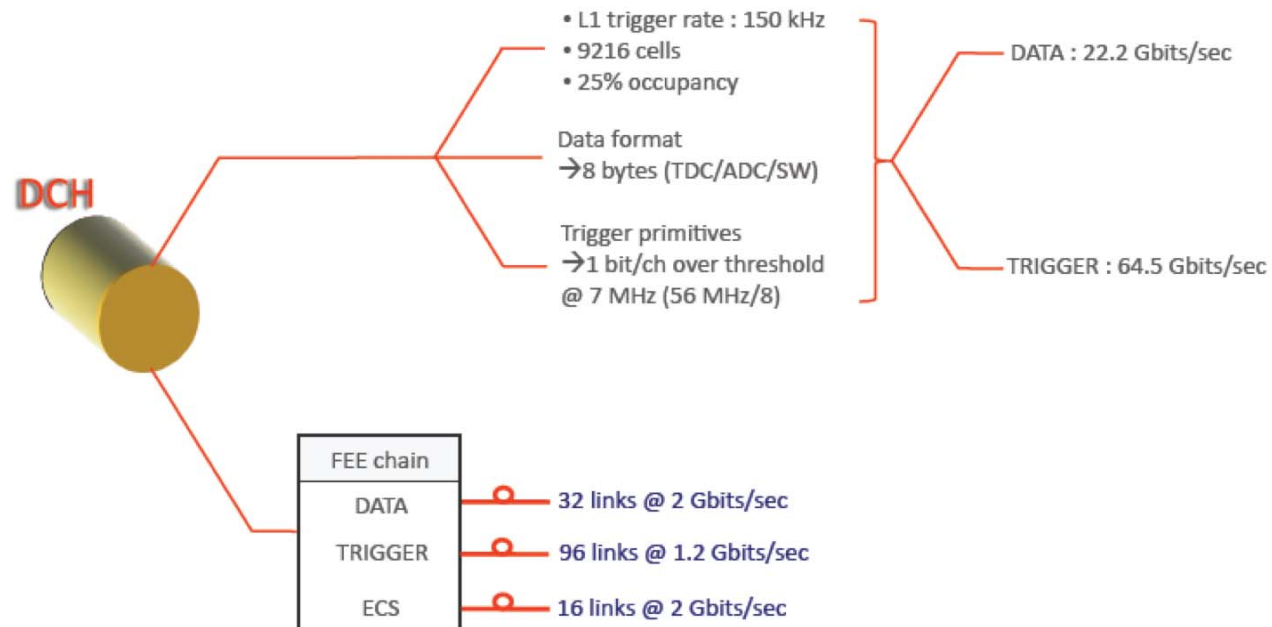 • L1 trigger rate : 150 kHz
• 9216 cells
• 25% occupancy
DATA : 22.2 Gbits/sec
Data format
→8 bytes (TDC/ADC/SW)
DCH
Trigger primitives
→1 bit/ch over threshold
@ 7 MHz (56 MHz/8)
TRIGGER : 64.5 Gbits/sec
FEE chain
DATA
32 links @ 2 Gbits/sec
TRIGGER
96 links @ 1.2 Gbits/sec
ECS
16 links @ 2 Gbits/sec